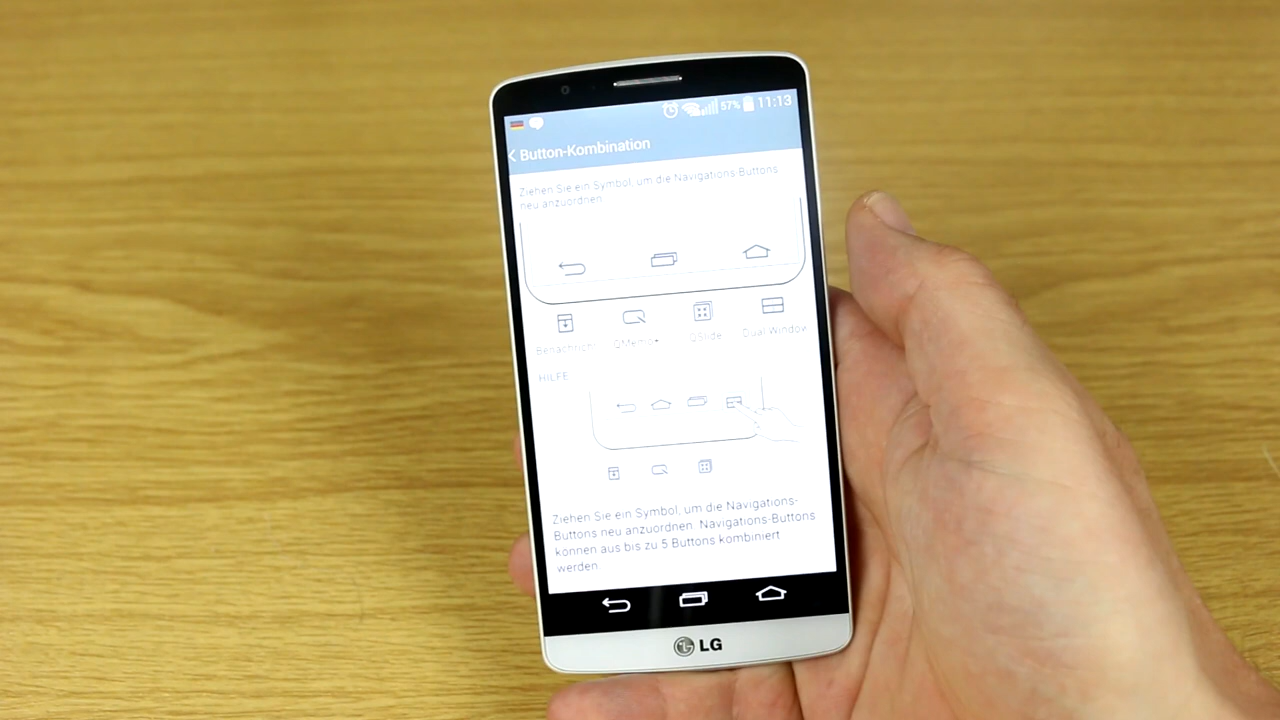 57% 11:13
Button-Kombination
Ziehen Sie ein Symbol, um die Navigations-Buttons
neu anzuordnen.
Benachricht QMemo+ QSlide Dual Window
HILFE
Ziehen Sie ein Symbol, um die Navigations-
Buttons neu anzuordnen. Navigations-Buttons
können aus bis zu 5 Buttons kombiniert
werden.
LG